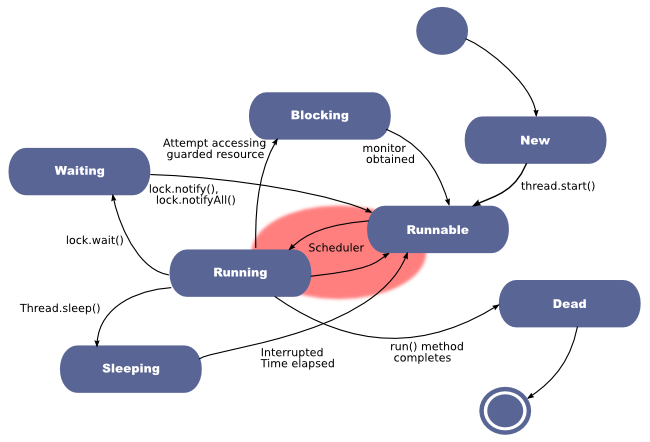 Blocking
New
Attempt accessing
guarded resource
monitor
obtained
Waiting
lock.notify(),
lock.notifyAll()
thread.start()
Runnable
lock.wait()
Scheduler
Running
Dead
Thread.sleep()
Interrupted
Time elapsed
run() method
completes
Sleeping